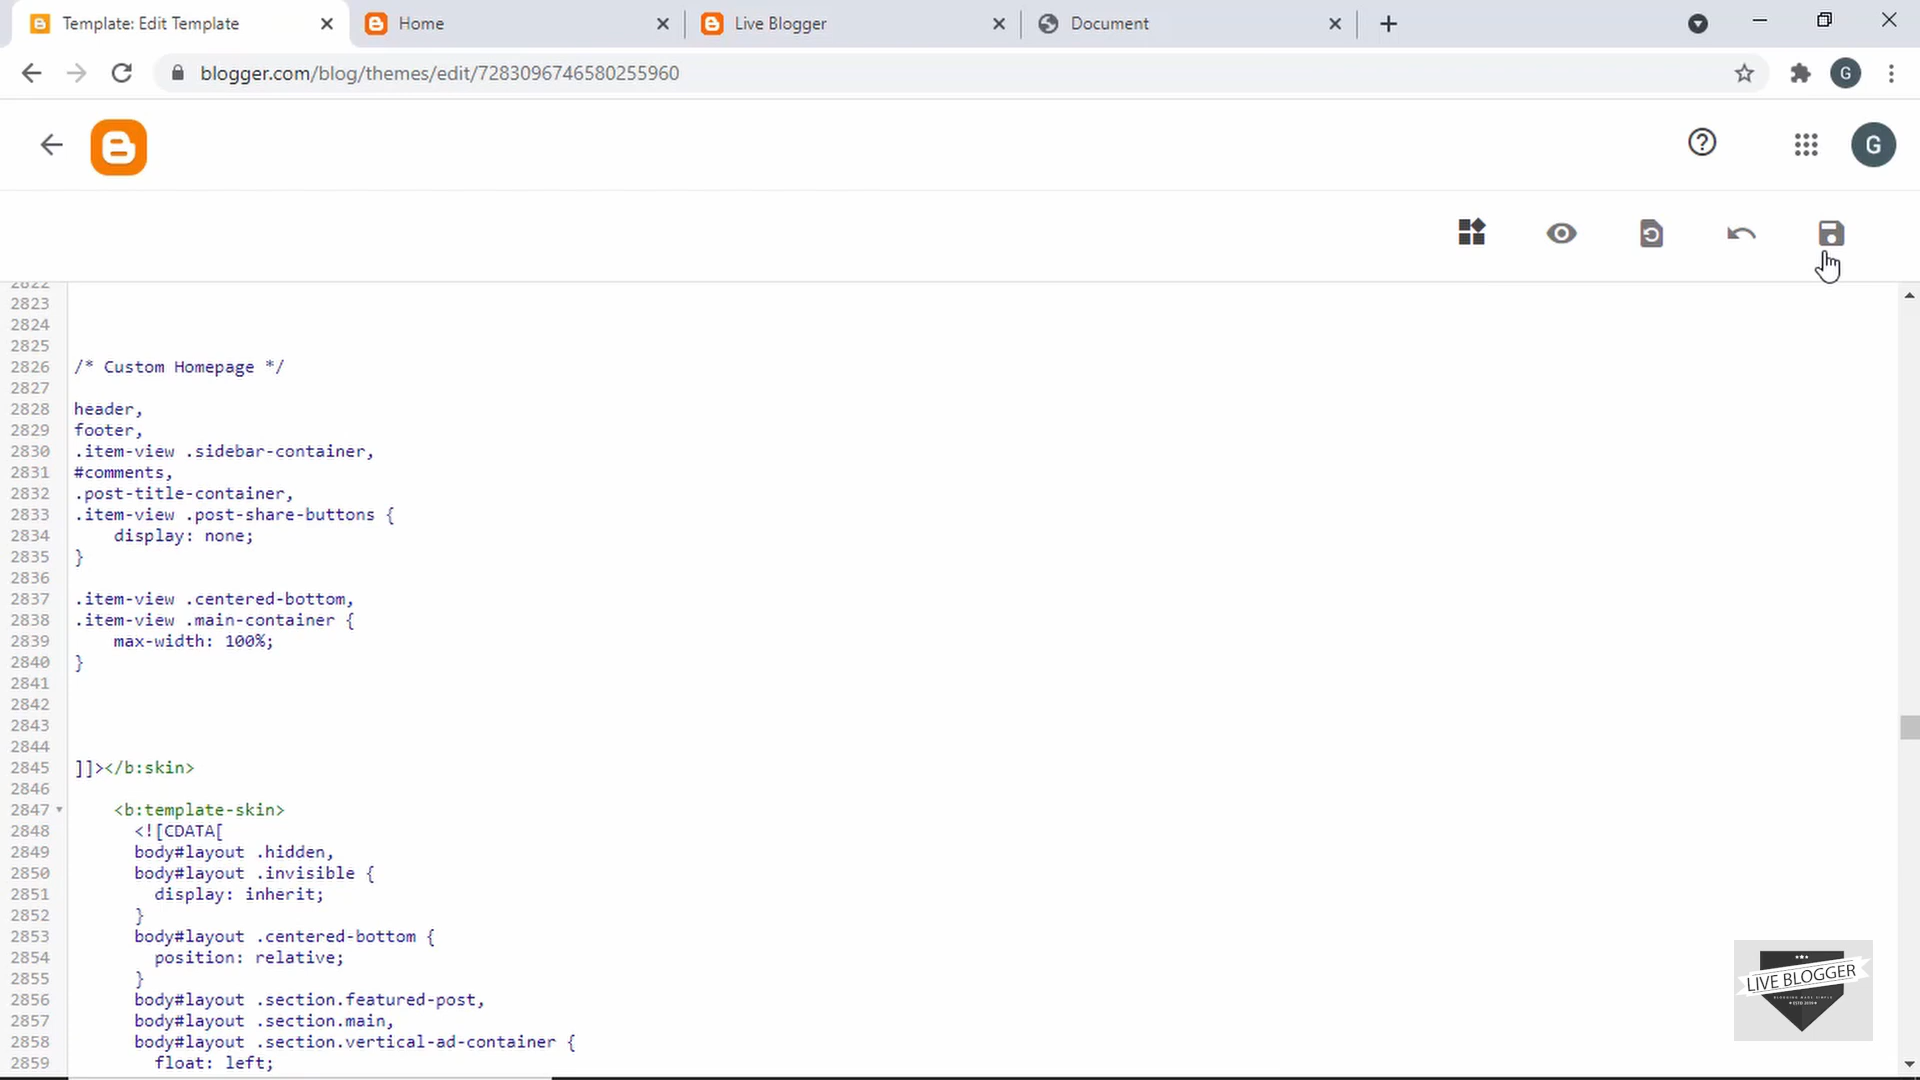 Template: Edit Template
Home
Live Blogger
Document
blogger.com/blog/themes/edit/7283096746580255960
G
G
2822
2823
2824
2825
2826 /* Custom Homepage */
2827
2828 header,
2829 footer,
2830 .item-view .sidebar-container,
2831 #comments,
2832 .post-title-container,
2833 .item-view .post-share-buttons {
2834 display: none;
2835 }
2836
2837 .item-view .centered-bottom,
2838 .item-view .main-container {
2839 max-width: 100%;
2840 }
2841
2842
2843
2844
2845 ]]></b:skin>
2846
2847 <b:template-skin>
2848 <![CDATA[
2849 body#layout .hidden,
2850 body#layout .invisible {
2851 display: inherit;
2852 }
2853 body#layout .centered-bottom {
2854 position: relative;
2855 }
2856 body#layout .section.featured-post,
2857 body#layout .section.main,
2858 body#layout .section.vertical-ad-container {
2859 float: left;
LIVE BLOGGER